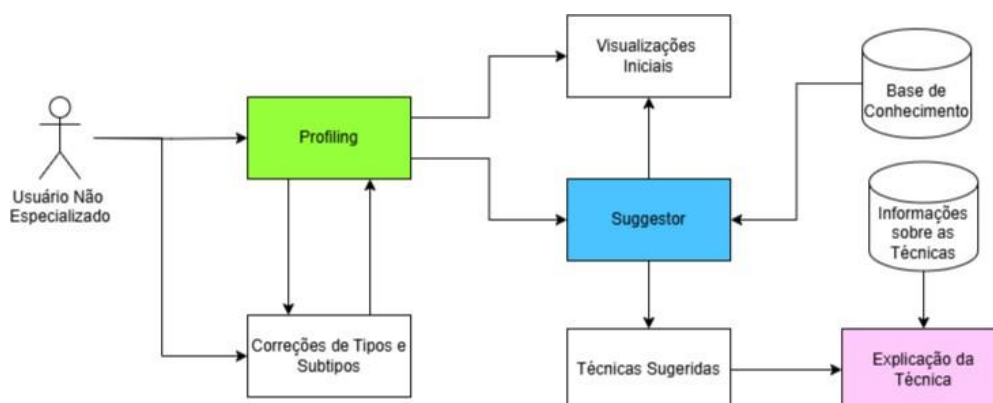 Visualizações
Iniciais
Base de
Conhecimento
Profiling
Usuário Não
Especializado
Suggestor
Informações
sobre as
Técnicas
Correções de Tipos e
Subtipos
Técnicas Sugeridas
Explicação da
Técnica